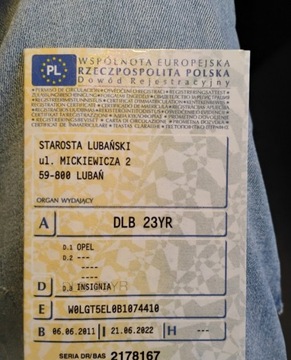 PL
WSPÓLNOTA EUROPEJSKA
RZECZPOSPOLITA POLSKA
Dowód Rejestracyjny
STAROSTA LUBAŃSKI
ul. MICKIEWICZA 2
59-800 LUBAŃ
ORGAN WYDAJĄCY
A DLB 23YR
D.1 OPEL
D.2 ---
----
----
D D.3 INSIGNIA
E W0LGT5EL0B1074410
B 06.06.2011 I 21.06.2022 H ---
SERIA DR/BAS 2178167